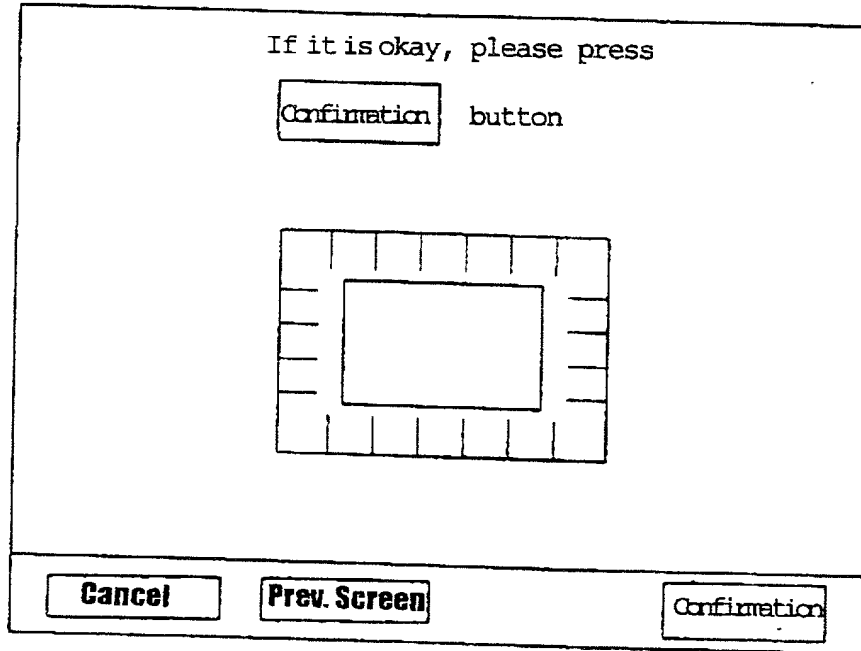 If it is okay, please press
Confirmation button
Cancel Prev. Screen Confirmation